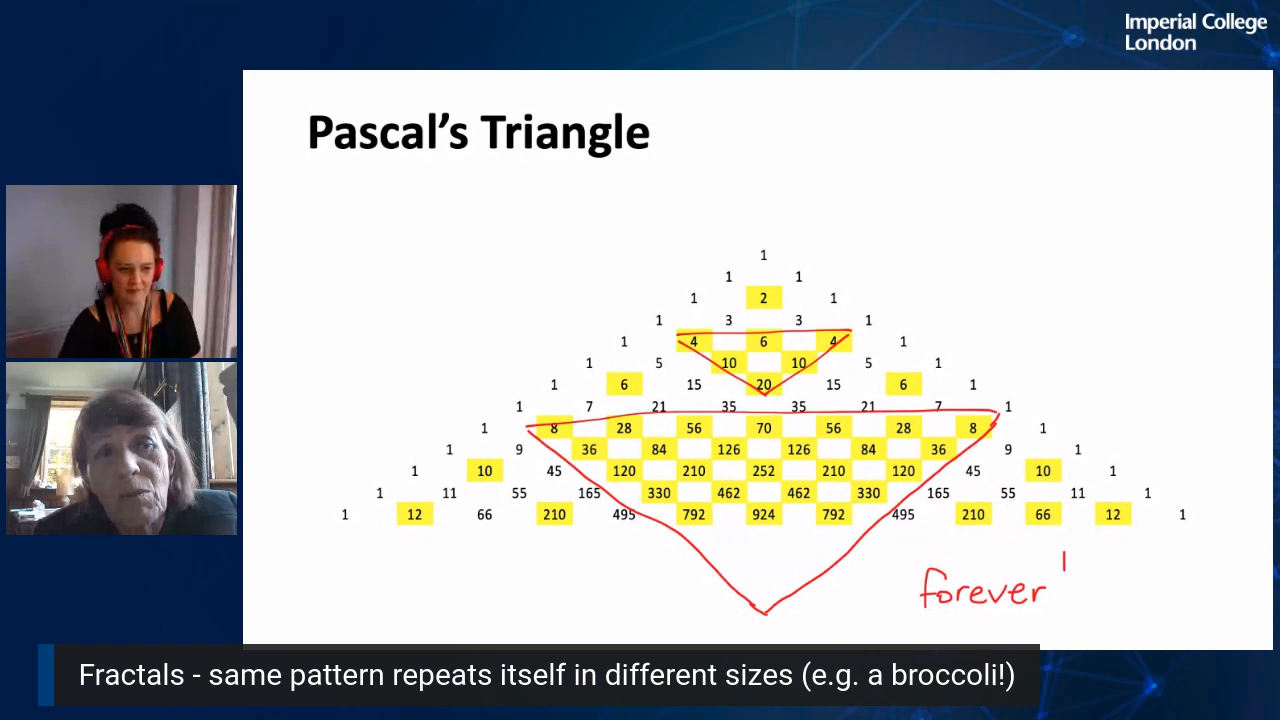 Imperial College
London
Pascal's Triangle
1
1 1
1 2 1
1 3 3 1
1 4 6 4 1
1 5 10 10 5 1
1 6 15 20 15 6 1
1 7 21 35 35 21 7 1
1 8 28 56 70 56 28 8 1
1 9 36 84 126 126 84 36 9 1
1 10 45 120 210 252 210 120 45 10 1
1 11 55 165 330 462 462 330 165 55 11 1
1 12 66 210 495 792 924 792 495 210 66 12 1
forever
Fractals - same pattern repeats itself in different sizes (e.g. a broccoli!)